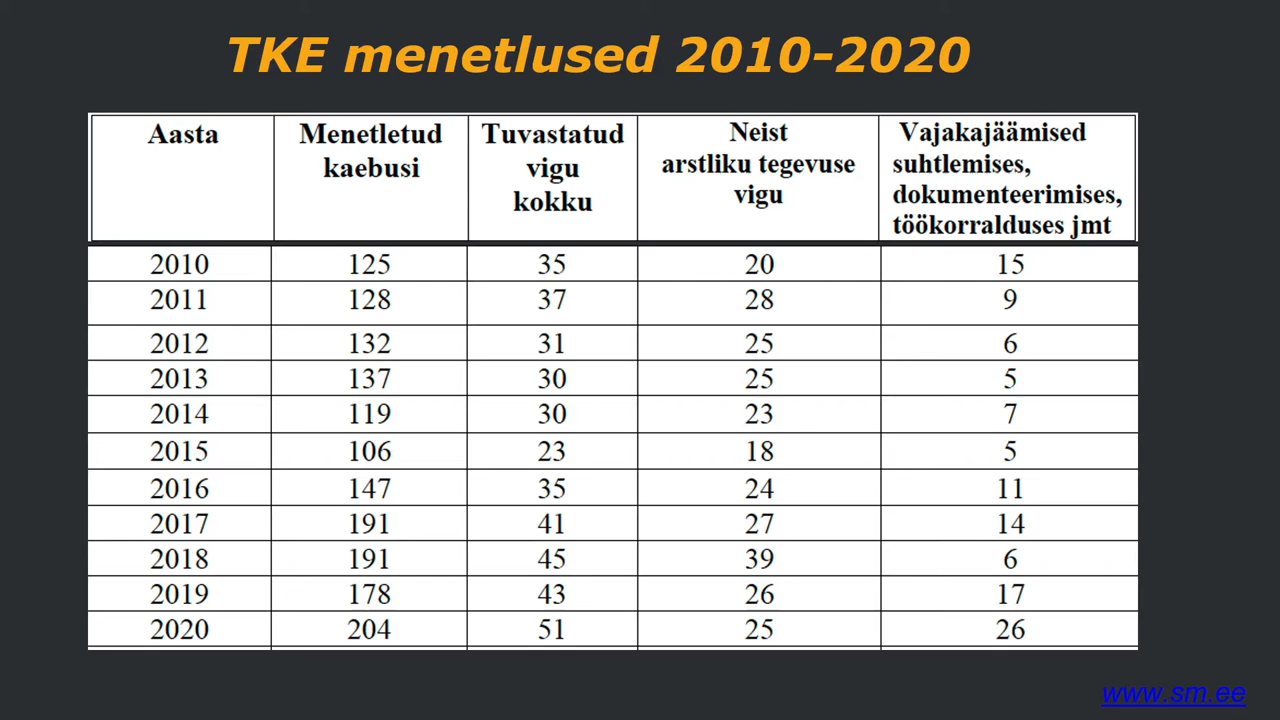 TKE menetlused 2010-2020
Aasta
Menetletud
kaebusi
Tuvastatud
vigu
kokku
Neist
arstliku tegevuse
vigu
Vajakajäämised
suhtlemises,
dokumenteerimises,
töökorralduses jmt
2010 125 35 20 15
2011 128 37 28 9
2012 132 31 25 6
2013 137 30 25 5
2014 119 30 23 7
2015 106 23 18 5
2016 147 35 24 11
2017 191 41 27 14
2018 191 45 39 6
2019 178 43 26 17
2020 204 51 25 26
www.sm.ee